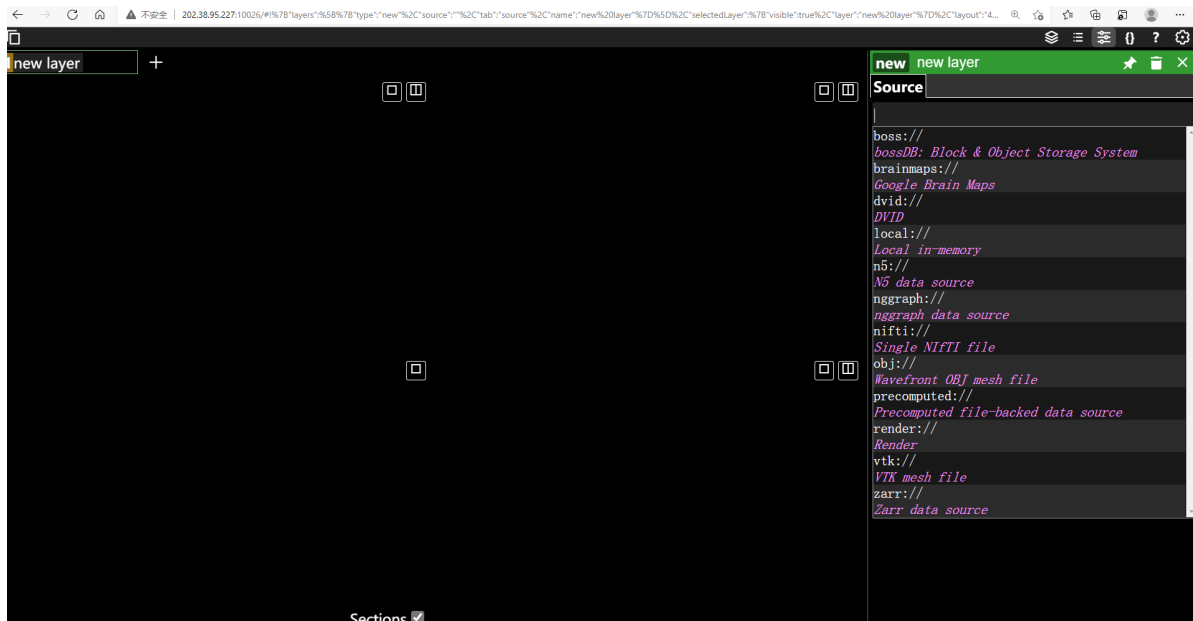 不安全 202.38.95.227:10026/#!%7B"layers":%5B%7B"type":"new"%2C"source":""%2C"tab":"source"%2C"name":"new%20layer"%7D%5D%2C"selectedLayer":%7B"visible":true%2C"layer":"new%20layer"%7D%2C"layout":"4...
{} ?
new layer +
new new layer
Source
boss://
bossDB: Block & Object Storage System
brainmaps://
Google Brain Maps
dvid://
DVID
local://
Local in-memory
n5://
N5 data source
nggraph://
nggraph data source
nifti://
Single NIfTI file
obj://
Wavefront OBJ mesh file
precomputed://
Precomputed file-backed data source
render://
Render
vtk://
VTK mesh file
zarr://
Zarr data source
Sections